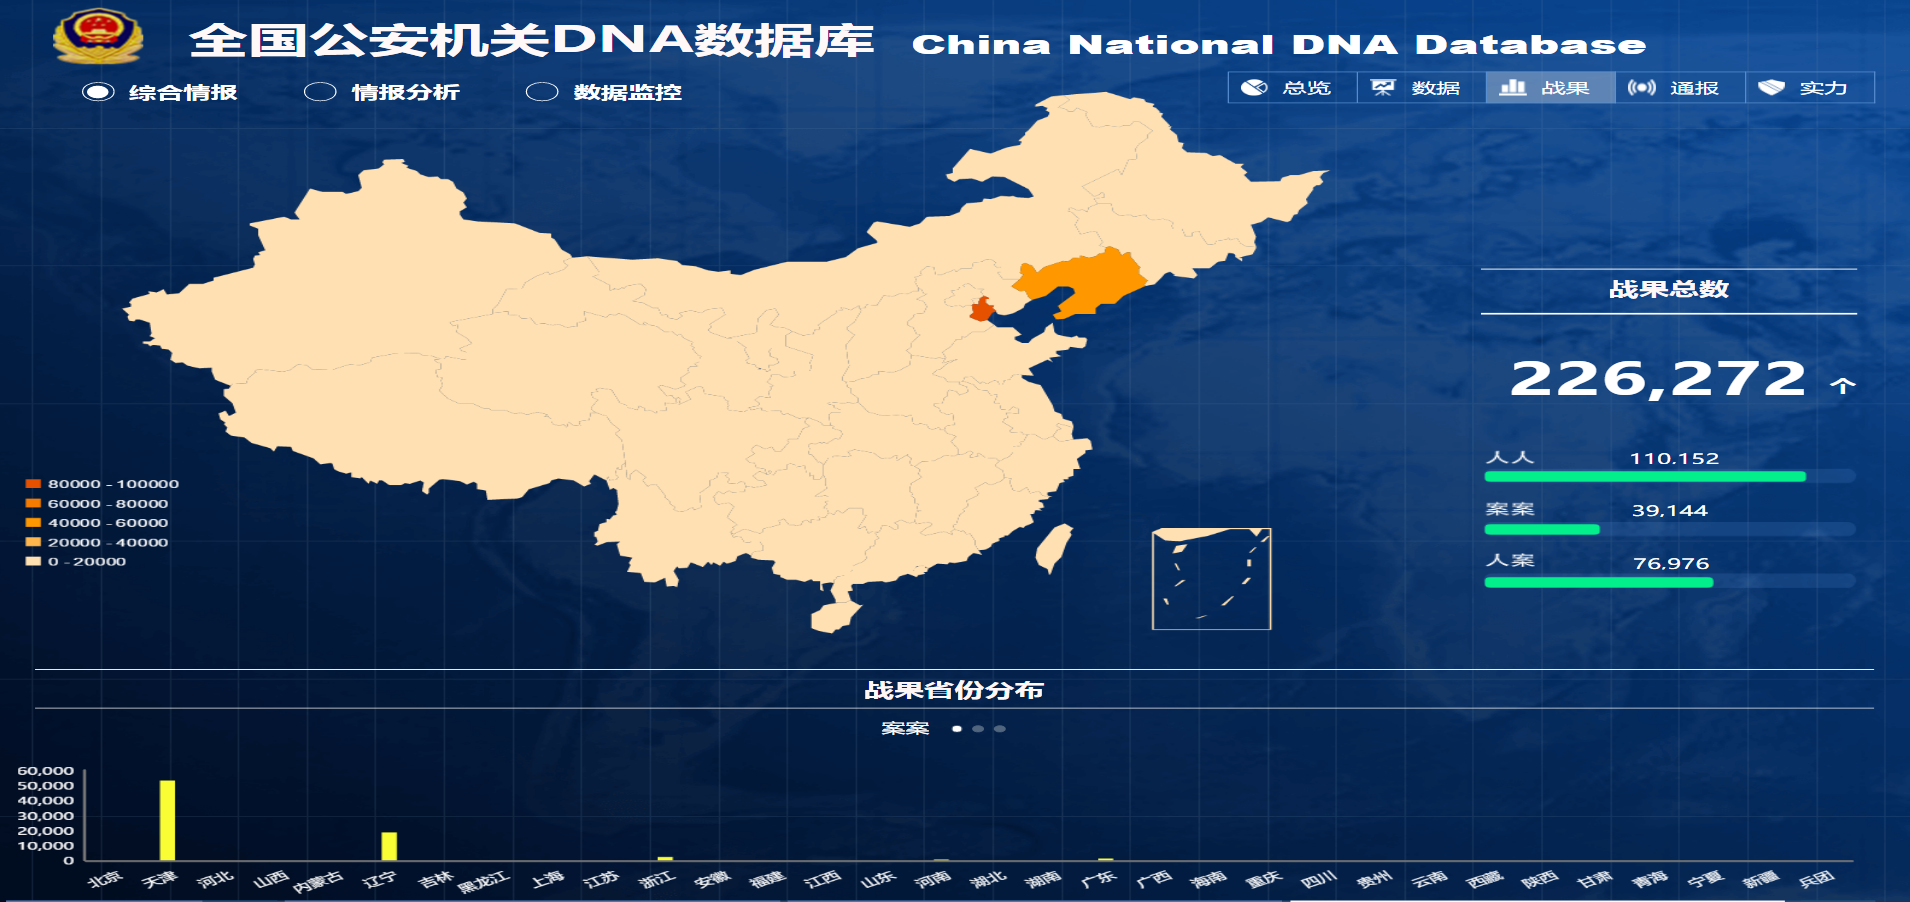 全国公安机关DNA数据库 China National DNA Database
综合情报 情报分析 数据监控
总览 数据 战果 通报 实力
战果总数
226,272 个
人人 110,152
案案 39,144
人案 76,976
80000 - 100000
60000 - 80000
40000 - 60000
20000 - 40000
0 - 20000
战果省份分布
案案
60,000
50,000
40,000
30,000
20,000
10,000
0
北京 天津 河北 山西 内蒙古 辽宁 吉林 黑龙江 上海 江苏 浙江 安徽 福建 江西 山东 河南 湖北 湖南 广东 广西 海南 重庆 四川 贵州 云南 西藏 陕西 甘肃 青海 宁夏 新疆 兵团